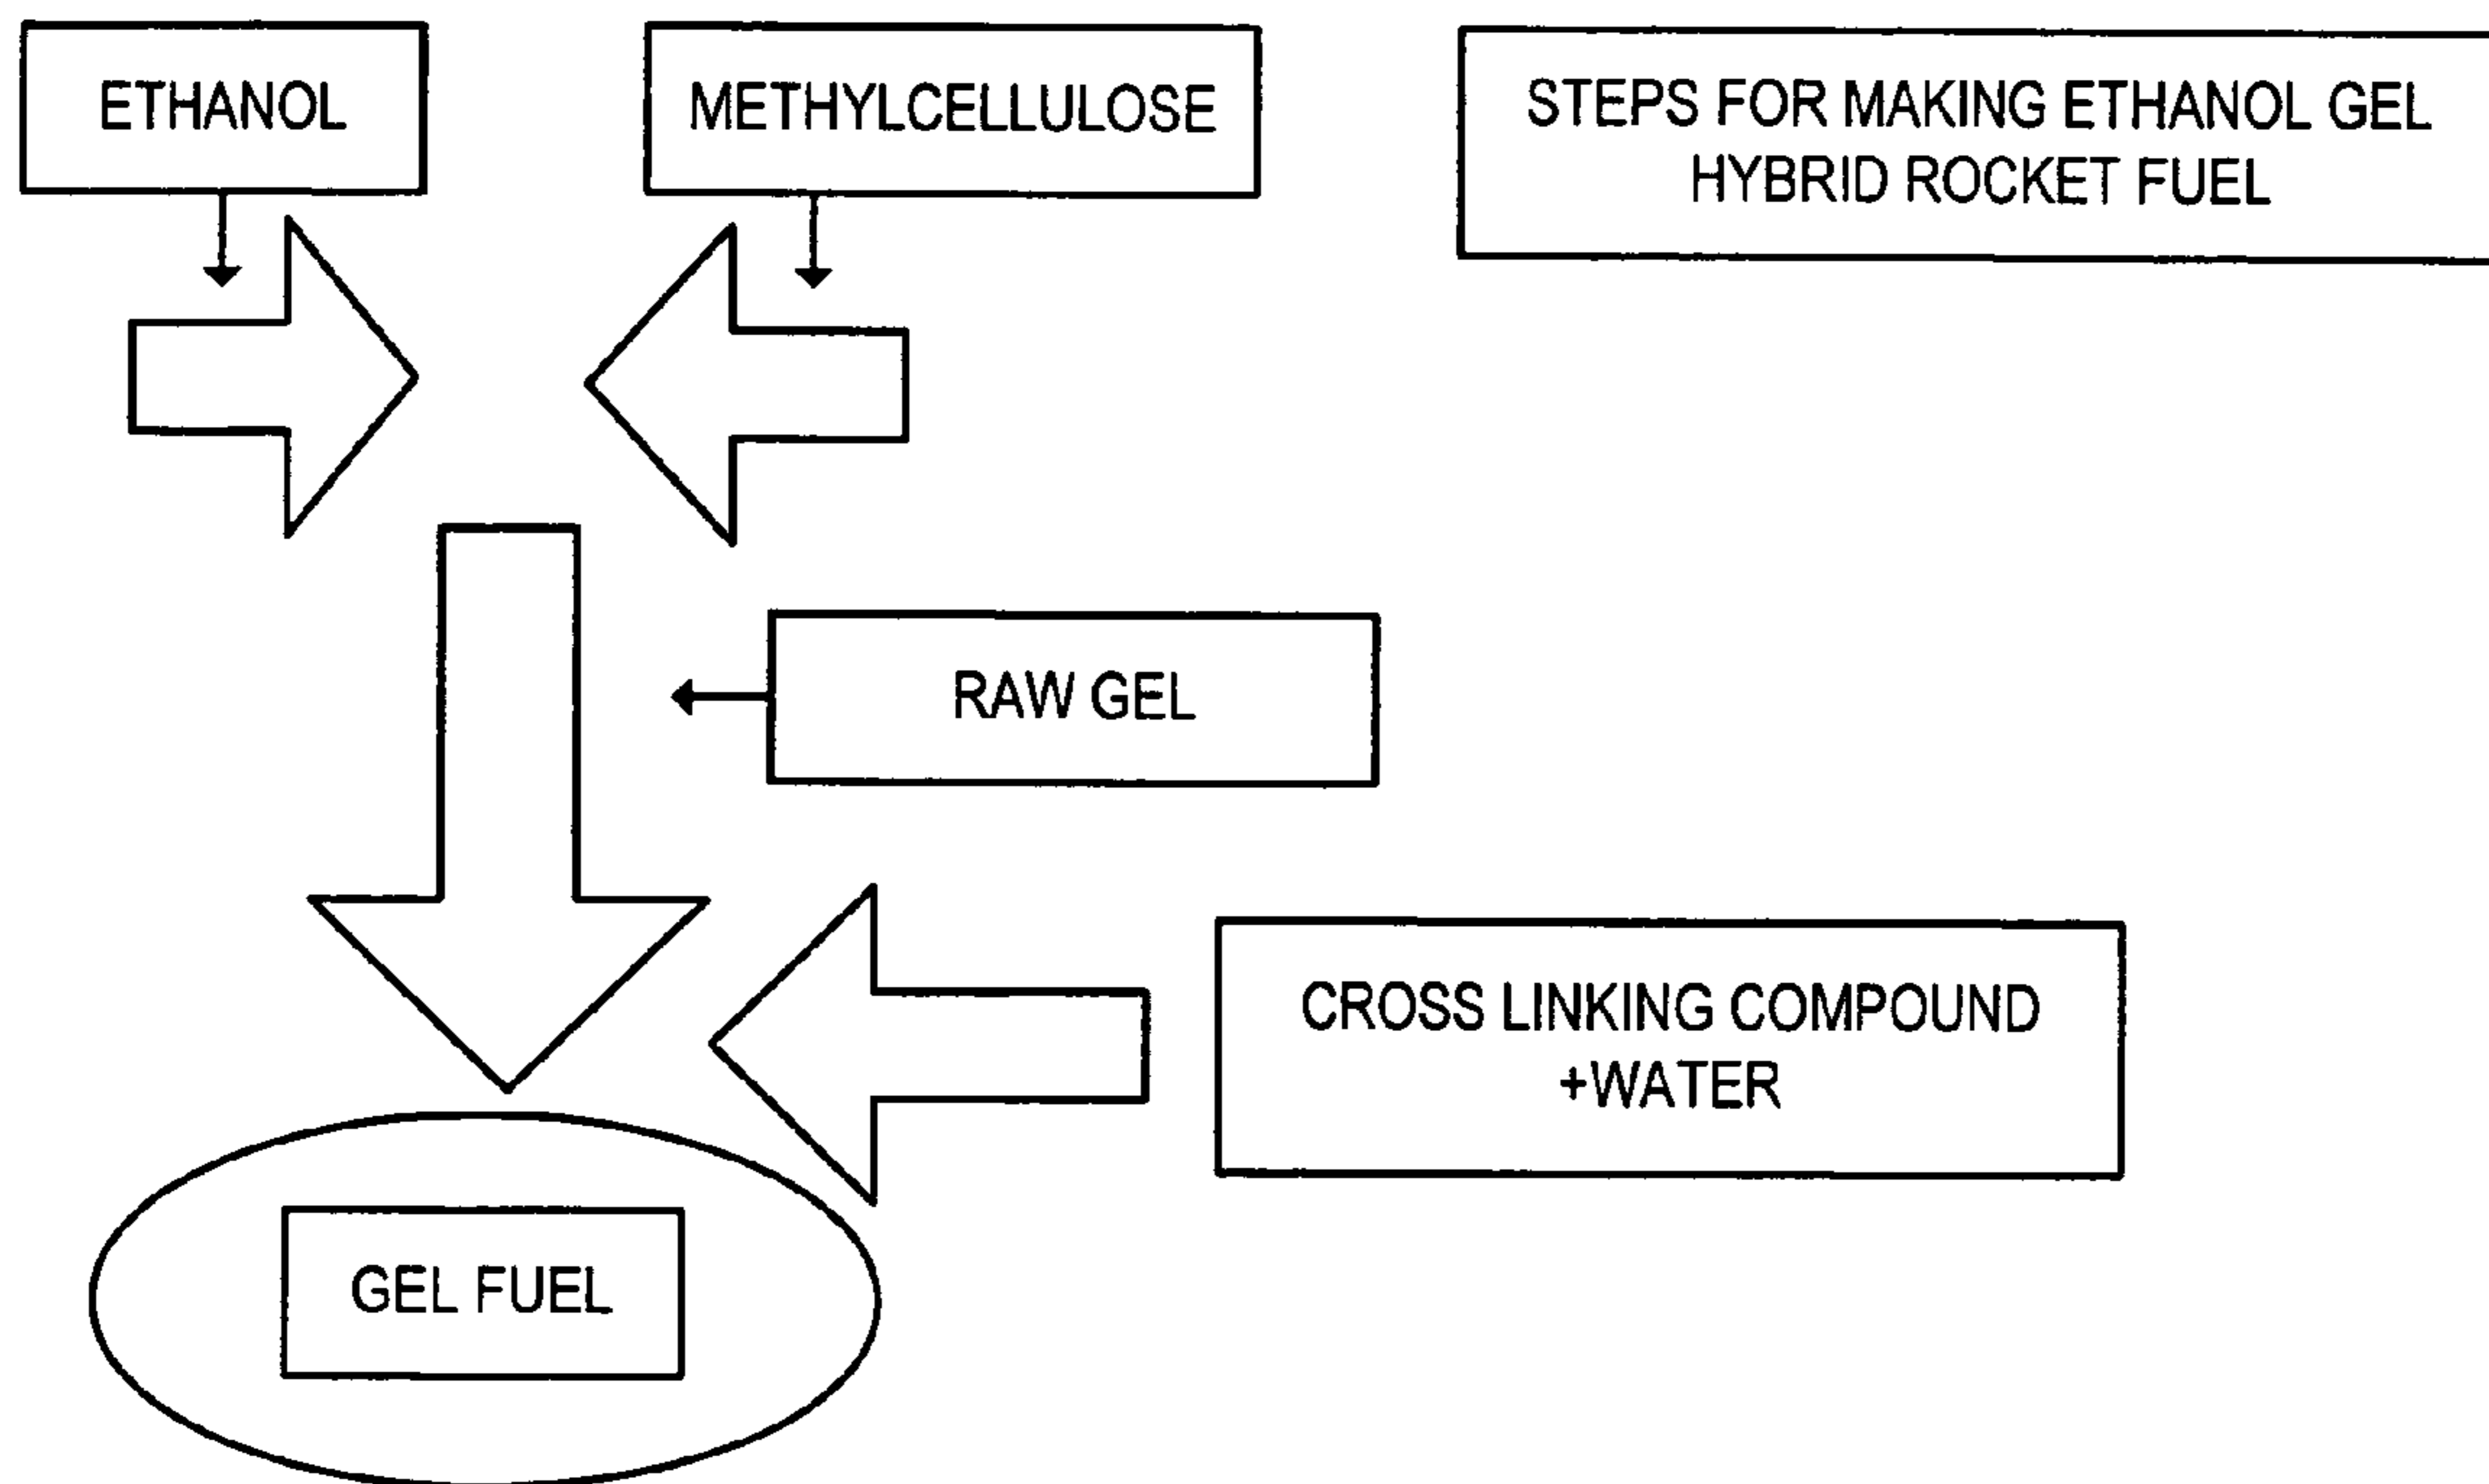 ETHANOL
METHYLCELLULOSE
STEPS FOR MAKING ETHANOL GEL
HYBRID ROCKET FUEL
RAW GEL
CROSS LINKING COMPOUND
+WATER
GEL FUEL